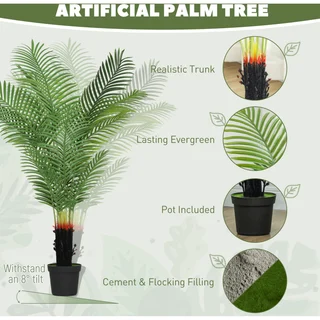 ARTIFICIAL PALM TREE
Realistic Trunk
Lasting Evergreen
Pot Included
Withstand
an 8° tilt
Cement & Flocking Filling